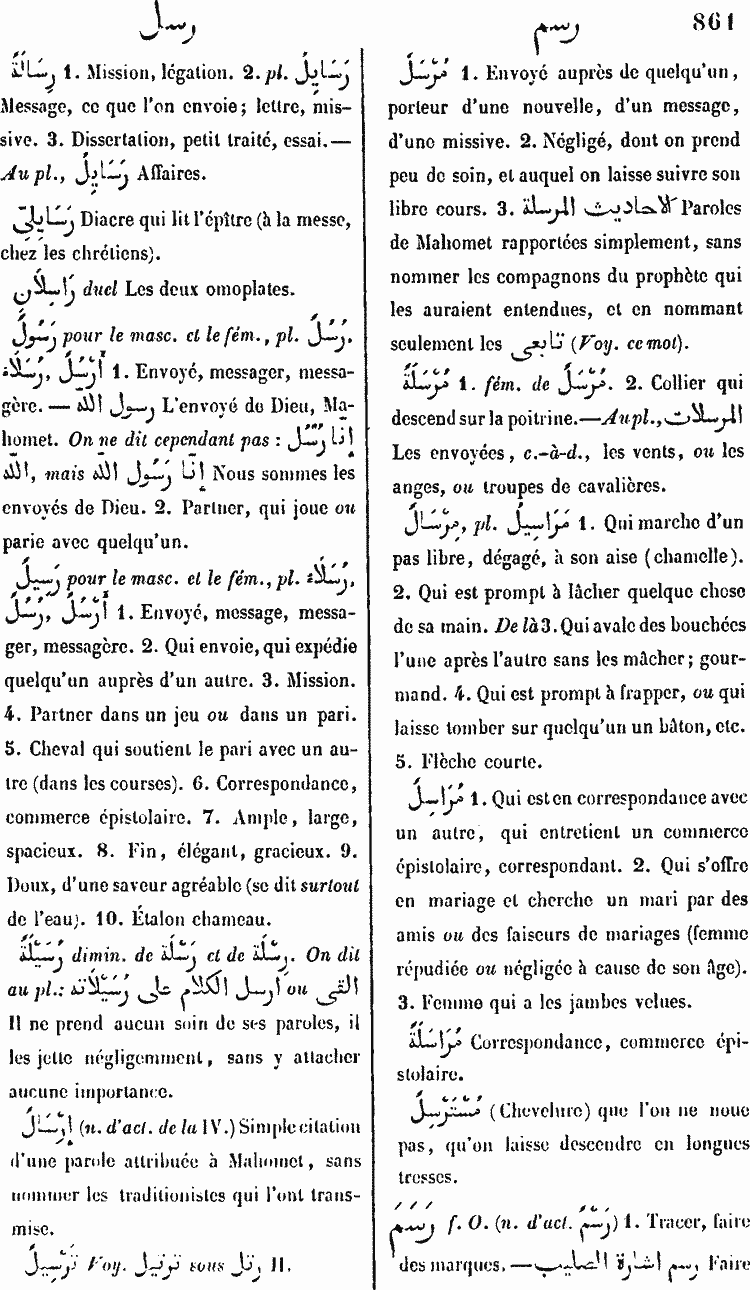 رسل
رسم
861
رِسَالَةٌ 1. Mission, légation. 2. pl. رَسَايِلُ
Message, ce que l'on envoie; lettre, mis-
sive. 3. Dissertation, petit traité, essai.—
Au pl., رَسَايِلُ Affaires.
رَسَايِلِيّ Diacre qui lit l'épître (à la messe,
chez les chrétiens).
رَاسِلَانِ duel Les deux omoplates.
رَسُولٌ pour le masc. et le fém., pl. رُسُلٌ,
رُسَلَاءُ, أَرْسُلٌ 1. Envoyé, messager, messa-
gère. — رسول الله L'envoyé de Dieu, Ma-
homet. On ne dit cependant pas : إِنَّا رُسُلُ
الله, mais إِنَّا رَسُولُ الله Nous sommes les
envoyés de Dieu. 2. Partner, qui joue ou
parie avec quelqu'un.
رَسِيلٌ pour le masc. et le fém., pl. رُسَلَاءُ,
رُسُلٌ, أَرْسُلٌ 1. Envoyé, message, messa-
ger, messagère. 2. Qui envoie, qui expédie
quelqu'un auprès d'un autre. 3. Mission.
4. Partner dans un jeu ou dans un pari.
5. Cheval qui soutient le pari avec un au-
tre (dans les courses). 6. Correspondance,
commerce épistolaire. 7. Ample, large,
spacieux. 8. Fin, élégant, gracieux. 9.
Doux, d'une saveur agréable (se dit surtout
de l'eau). 10. Étalon chameau.
رُسَيْلَةٌ dimin. de رَسْلَةٌ et de رِسْلَةٌ. On dit
au pl.: القى ou ارسل الكلام على رُسَيْلَاته
Il ne prend aucun soin de ses paroles, il
les jette négligemment, sans y attacher
aucune importance.
إِرْسَالٌ (n. d'act. de la IV.) Simple citation
d'une parole attribuée à Mahomet, sans
nommer les traditionistes qui l'ont trans-
mise.
تَرْسِيلٌ Voy. ترتيل sous رتل II.
مُرْسَلٌ 1. Envoyé auprès de quelqu'un,
porteur d'une nouvelle, d'un message,
d'une missive. 2. Négligé, dont on prend
peu de soin, et auquel on laisse suivre son
libre cours. 3. الاحاديث المرسلة Paroles
de Mahomet rapportées simplement, sans
nommer les compagnons du prophète qui
les auraient entendues, et en nommant
seulement les تابعى (Voy. ce mot).
مُرْسَلَةٌ 1. fém. de مُرْسَلٌ. 2. Collier qui
descend sur la poitrine.—Au pl., المرسلات
Les envoyées, c.-à-d., les vents, ou les
anges, ou troupes de cavalières.
مِرْسَالٌ, pl. مَرَاسِيلُ 1. Qui marche d'un
pas libre, dégagé, à son aise (chamelle).
2. Qui est prompt à lâcher quelque chose
de sa main. De là 3. Qui avale des bouchées
l'une après l'autre sans les mâcher; gour-
mand. 4. Qui est prompt à frapper, ou qui
laisse tomber sur quelqu'un un bâton, etc.
5. Flèche courte.
مُرَاسِلٌ 1. Qui est en correspondance avec
un autre, qui entretient un commerce
épistolaire, correspondant. 2. Qui s'offre
en mariage et cherche un mari par des
amis ou des faiseurs de mariages (femme
répudiée ou négligée à cause de son âge).
3. Femme qui a les jambes velues.
مُرَاسَلَةٌ Correspondance, commerce épi-
stolaire.
مُسْتَرْسِلٌ (Chevelure) que l'on ne noue
pas, qu'on laisse descendre en longues
tresses.
رَسَمَ f. O. (n. d'act. رَسْمٌ) 1. Tracer, faire
des marques. — رسم اشارة الصليب Faire